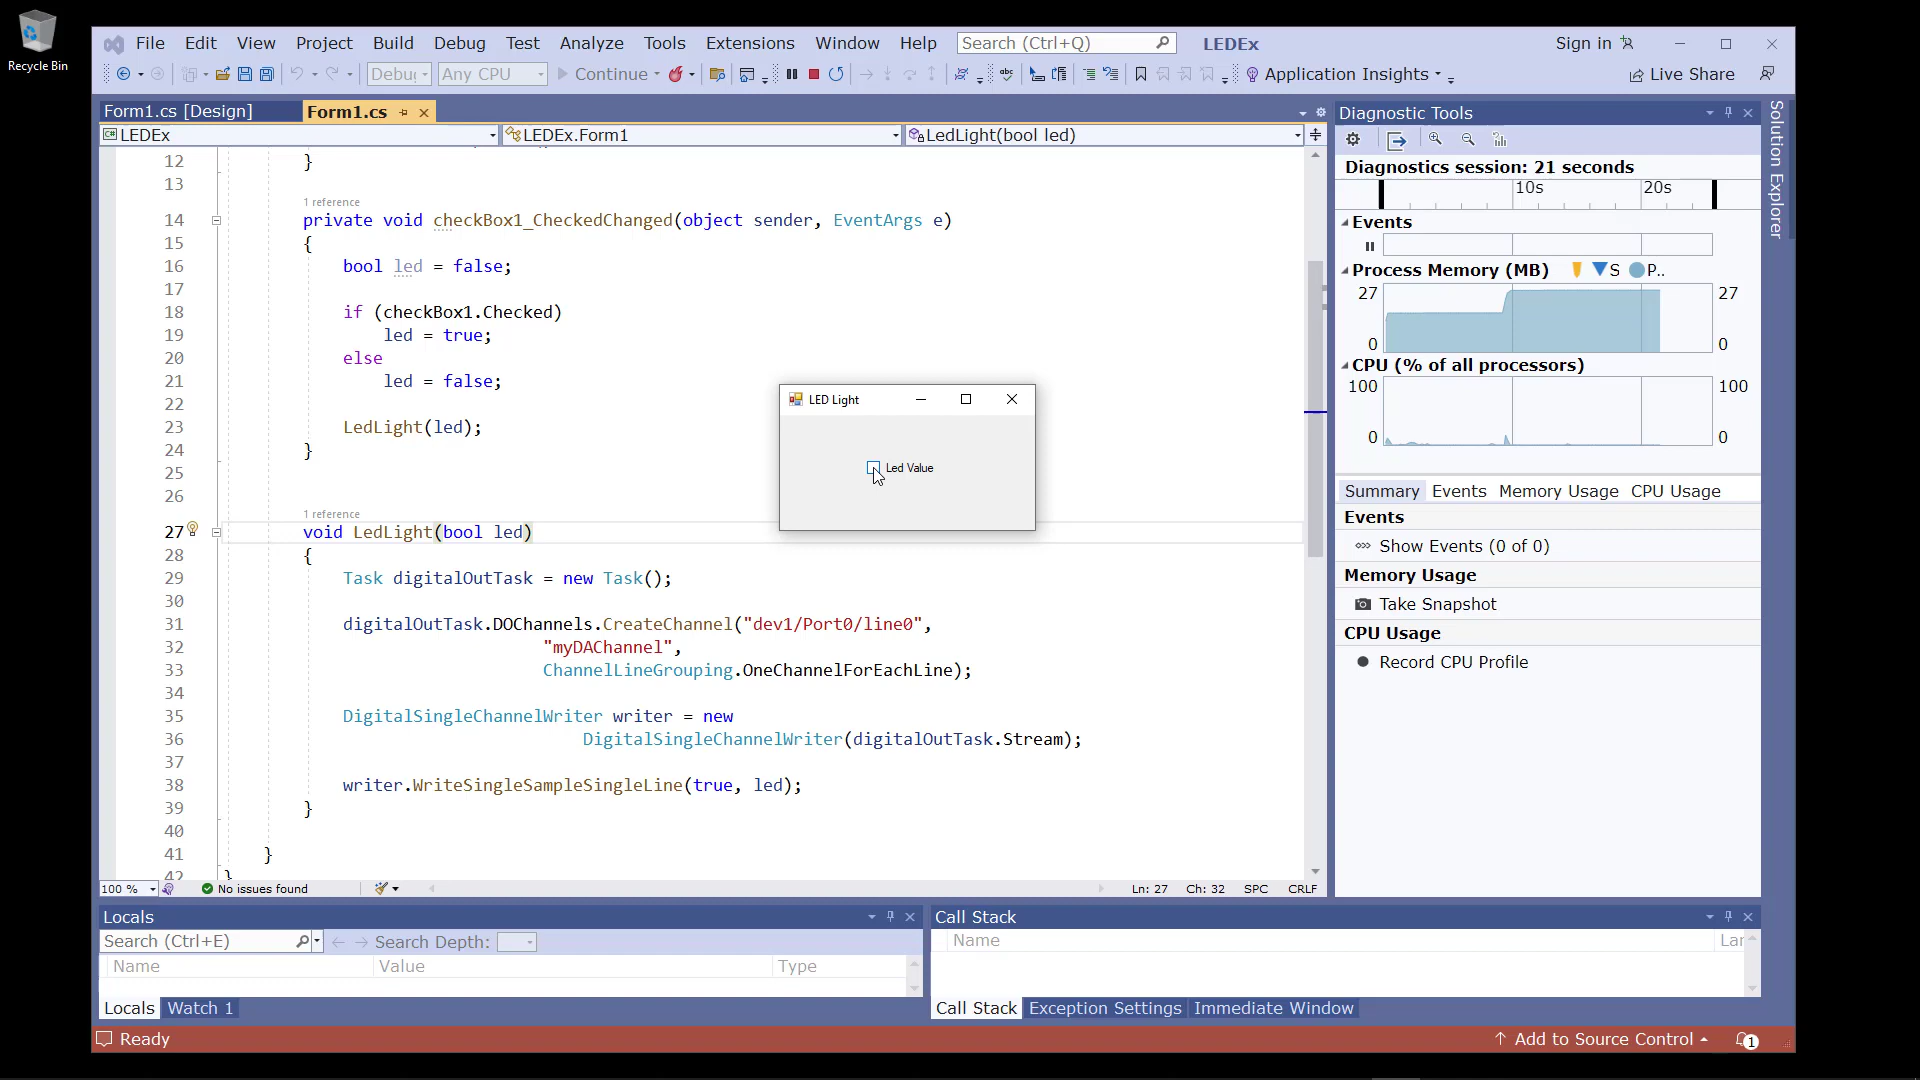 Recycle Bin
File Edit View Project Build Debug Test Analyze Tools Extensions Window Help Search (Ctrl+Q) LEDEx Sign in
Debug Any CPU Continue Application Insights Live Share
Form1.cs [Design] Form1.cs
LEDEx LEDEx.Form1 LedLight(bool led)
12 }
13
1 reference
14 private void checkBox1_CheckedChanged(object sender, EventArgs e)
15 {
16 bool led = false;
17
18 if (checkBox1.Checked)
19 led = true;
20 else
21 led = false;
22
23 LedLight(led);
24 }
25
26
1 reference
27 void LedLight(bool led)
28 {
29 Task digitalOutTask = new Task();
30
31 digitalOutTask.DOChannels.CreateChannel("dev1/Port0/line0",
32 "myDAChannel",
33 ChannelLineGrouping.OneChannelForEachLine);
34
35 DigitalSingleChannelWriter writer = new
36 DigitalSingleChannelWriter(digitalOutTask.Stream);
37
38 writer.WriteSingleSampleSingleLine(true, led);
39 }
40
41 }
42 }
LED Light
Led Value
100 % No issues found Ln: 27 Ch: 32 SPC CRLF
Diagnostic Tools
Diagnostics session: 21 seconds
10s 20s
Events
Process Memory (MB) S P..
27 27
0 0
CPU (% of all processors)
100 100
0 0
Summary Events Memory Usage CPU Usage
Events
Show Events (0 of 0)
Memory Usage
Take Snapshot
CPU Usage
Record CPU Profile
Solution Explorer
Locals
Search (Ctrl+E) Search Depth:
Name Value Type
Locals Watch 1
Call Stack
Name Lar
Call Stack Exception Settings Immediate Window
Ready Add to Source Control 1